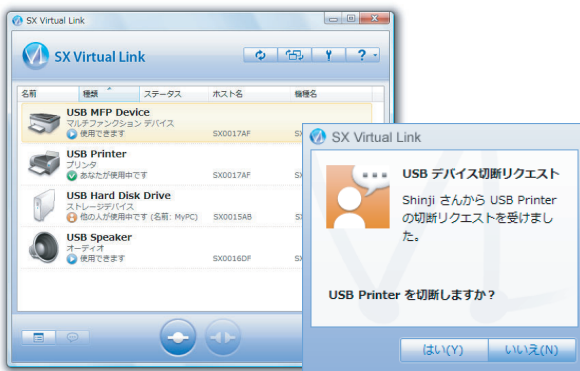 SX Virtual Link
SX Virtual Link
名前 種類 ステータス ホスト名 機種名
USB MFP Device
マルチファンクション デバイス
使用できます SX0017AF
USB Printer
プリンタ
あなたが使用中です SX0017AF
USB Hard Disk Drive
ストレージデバイス
他の人が使用中です (名前: MyPC) SX0015AB
USB Speaker
オーディオ
使用できます SX0016DF
SX Virtual Link
USB デバイス切断リクエスト
Shinji さんから USB Printer
の切断リクエストを受けまし
た。
USB Printer を切断しますか？
はい(Y) いいえ(N)